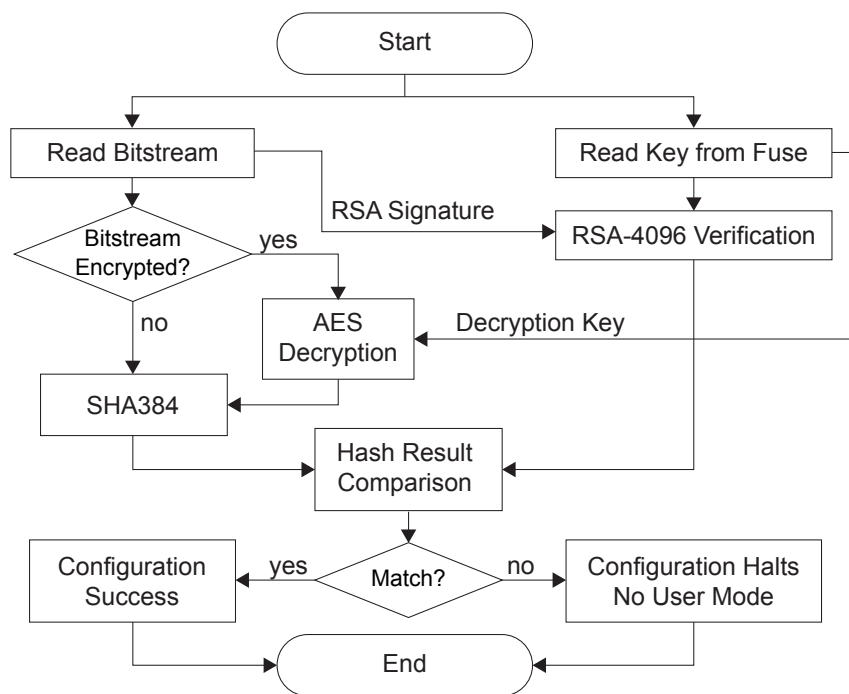 Start
Read Bitstream
Read Key from Fuse
RSA Signature
RSA-4096 Verification
Bitstream
Encrypted?
yes
no
AES
Decryption
Decryption Key
SHA384
Hash Result
Comparison
Configuration
Success
yes
Match?
no
Configuration Halts
No User Mode
End